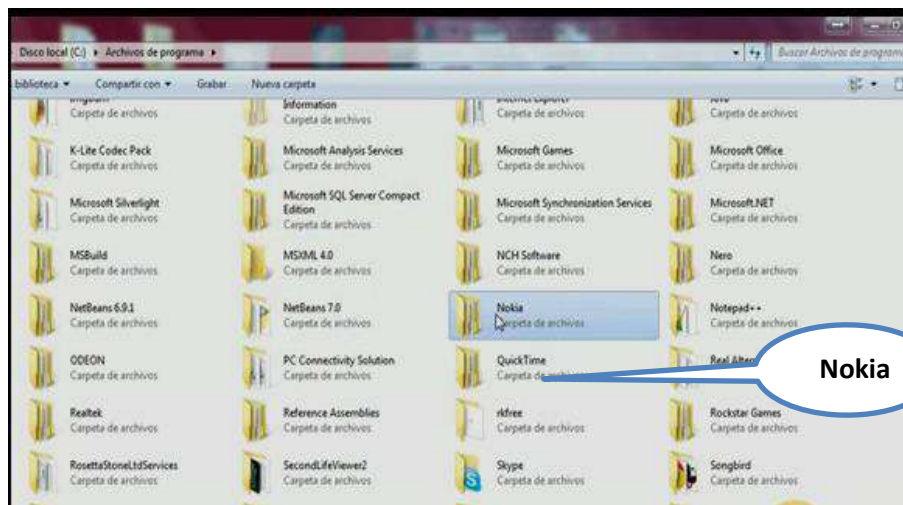 Disco local (C:) ▸ Archivos de programa ▸
Buscar Archivos de programa
biblioteca ▾ Compartir con ▾ Grabar Nueva carpeta
Carpeta de archivos
Information
Carpeta de archivos
Internet Explorer
Carpeta de archivos
Carpeta de archivos
K-Lite Codec Pack
Carpeta de archivos
Microsoft Analysis Services
Carpeta de archivos
Microsoft Games
Carpeta de archivos
Microsoft Office
Carpeta de archivos
Microsoft Silverlight
Carpeta de archivos
Microsoft SQL Server Compact
Edition
Carpeta de archivos
Microsoft Synchronization Services
Carpeta de archivos
Microsoft.NET
Carpeta de archivos
MSBuild
Carpeta de archivos
MSXML 4.0
Carpeta de archivos
NCH Software
Carpeta de archivos
Nero
Carpeta de archivos
NetBeans 6.9.1
Carpeta de archivos
NetBeans 7.0
Carpeta de archivos
Nokia
Carpeta de archivos
Notepad++
Carpeta de archivos
ODEON
Carpeta de archivos
PC Connectivity Solution
Carpeta de archivos
QuickTime
Carpeta de archivos
Real
Nokia
Realtek
Carpeta de archivos
Reference Assemblies
Carpeta de archivos
rkfree
Carpeta de archivos
Rockstar Games
Carpeta de archivos
RosettaStoneLtdServices
Carpeta de archivos
SecondLifeViewer2
Carpeta de archivos
Skype
Carpeta de archivos
Songbird
Carpeta de archivos